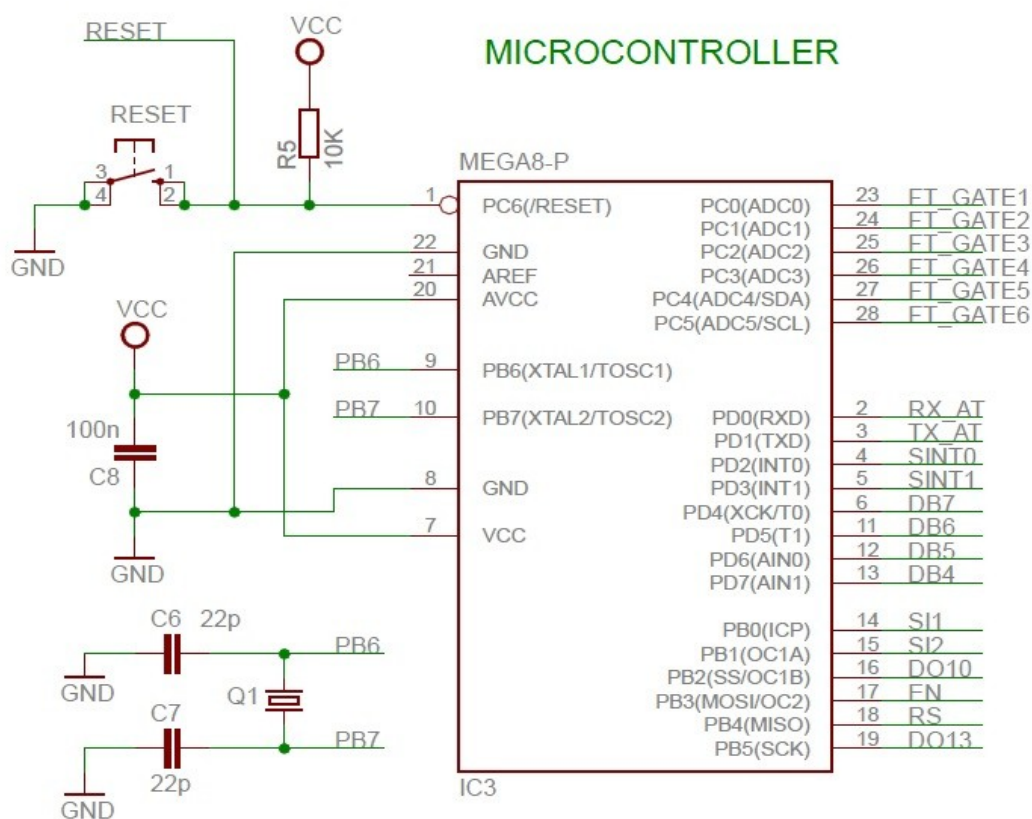 RESET
VCC
MICROCONTROLLER
RESET
3 1
4 2
R5
10K
GND
MEGA8-P
1 PC6(/RESET)
22 GND
21 AREF
20 AVCC
PB6 9 PB6(XTAL1/TOSC1)
PB7 10 PB7(XTAL2/TOSC2)
8 GND
7 VCC
PC0(ADC0) 23 FT_GATE1
PC1(ADC1) 24 FT_GATE2
PC2(ADC2) 25 FT_GATE3
PC3(ADC3) 26 FT_GATE4
PC4(ADC4/SDA) 27 FT_GATE5
PC5(ADC5/SCL) 28 FT_GATE6
PD0(RXD) 2 RX_AT
PD1(TXD) 3 TX_AT
PD2(INT0) 4 SINT0
PD3(INT1) 5 SINT1
PD4(XCK/T0) 6 DB7
PD5(T1) 11 DB6
PD6(AIN0) 12 DB5
PD7(AIN1) 13 DB4
PB0(ICP) 14 SI1
PB1(OC1A) 15 SI2
PB2(SS/OC1B) 16 DO10
PB3(MOSI/OC2) 17 EN
PB4(MISO) 18 RS
PB5(SCK) 19 DO13
IC3
VCC
100n
C8
GND
C6 22p
PB6
GND
Q1
C7
PB7
22p
GND